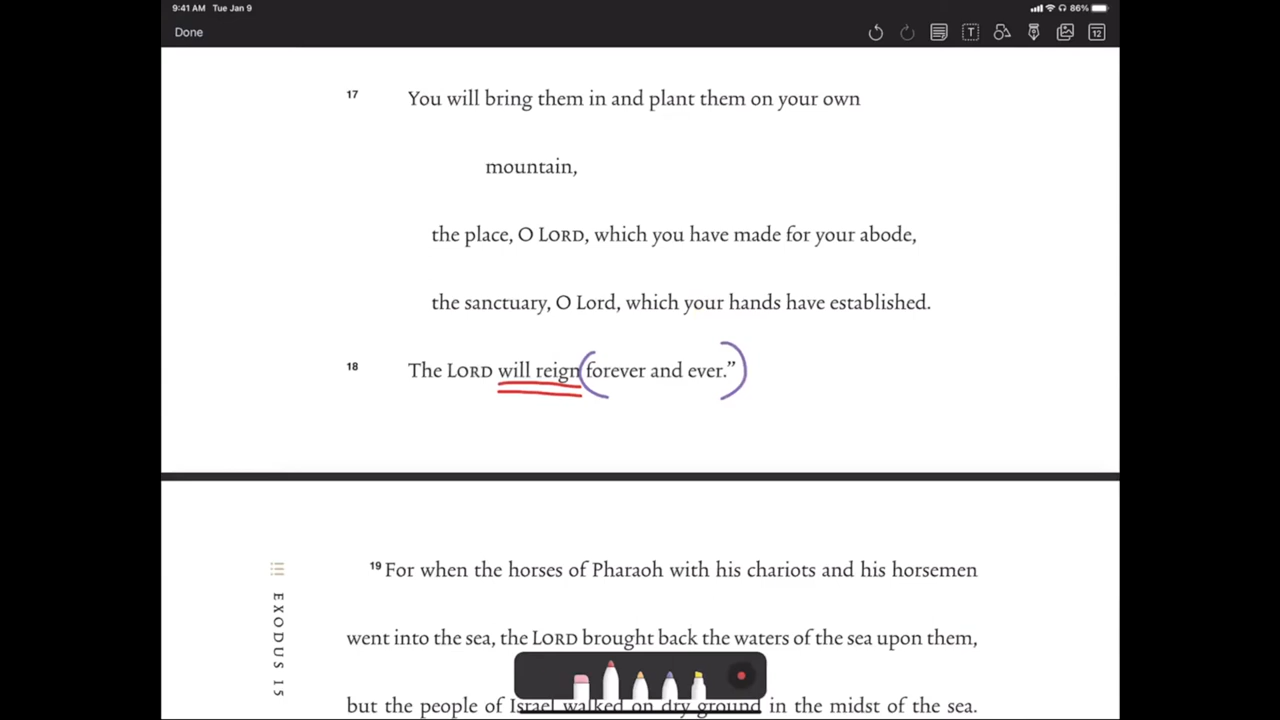 9:41 AM Tue Jan 9 86%
Done
T 12
17 You will bring them in and plant them on your own
mountain,
the place, O LORD, which you have made for your abode,
the sanctuary, O Lord, which your hands have established.
18 The LORD will reign forever and ever.”
19 For when the horses of Pharaoh with his chariots and his horsemen
went into the sea, the LORD brought back the waters of the sea upon them,
but the people of Israel walked on dry ground in the midst of the sea.
EXODUS 15